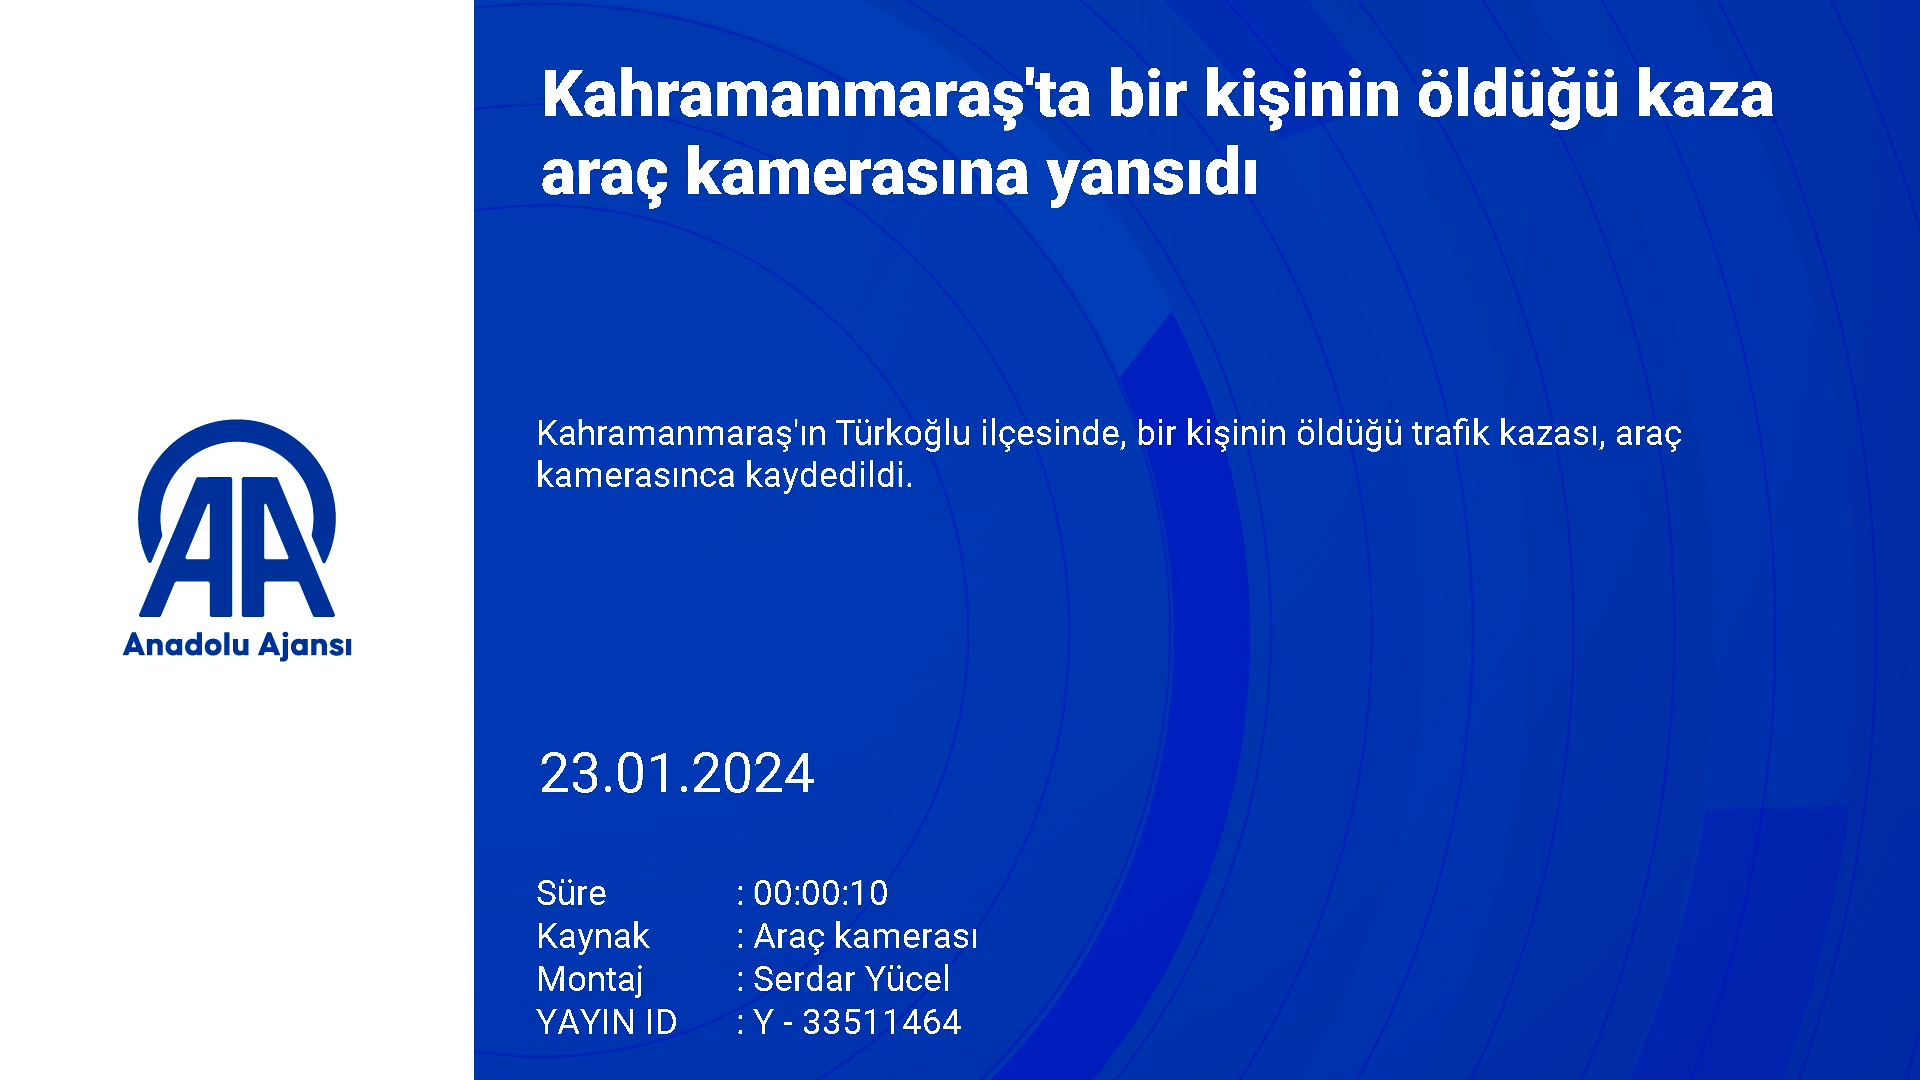 Kahramanmaraş'ta bir kişinin öldüğü kaza
araç kamerasına yansıdı
Kahramanmaraş'ın Türkoğlu ilçesinde, bir kişinin öldüğü trafik kazası, araç
kamerasınca kaydedildi.
AA
Anadolu Ajansı
23.01.2024
Süre : 00:00:10
Kaynak : Araç kamerası
Montaj : Serdar Yücel
YAYIN ID : Y - 33511464